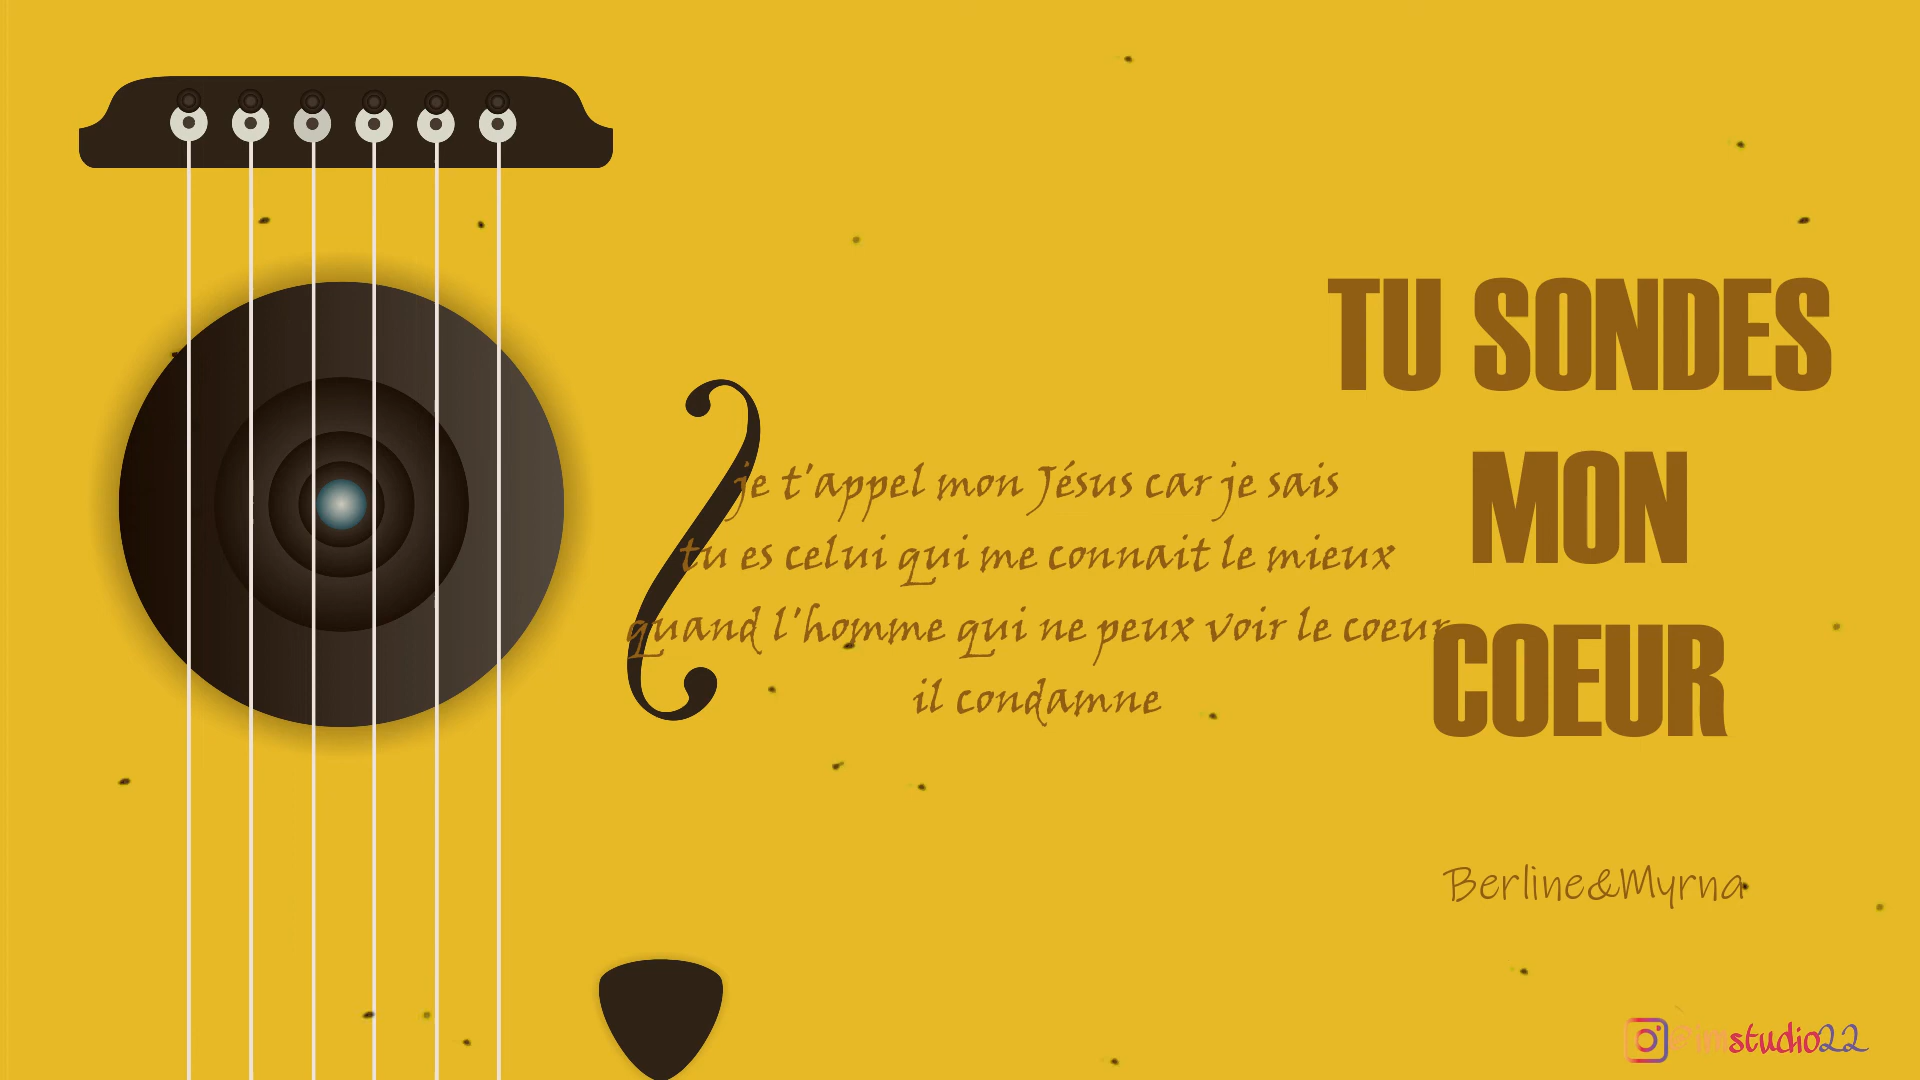 TU SONDES
MON
COEUR
je t'appel mon Jésus car je sais
tu es celui qui me connait le mieux
quand l'homme qui ne peux voir le coeur
il condamne
Berline&Myrna
@imstudio22